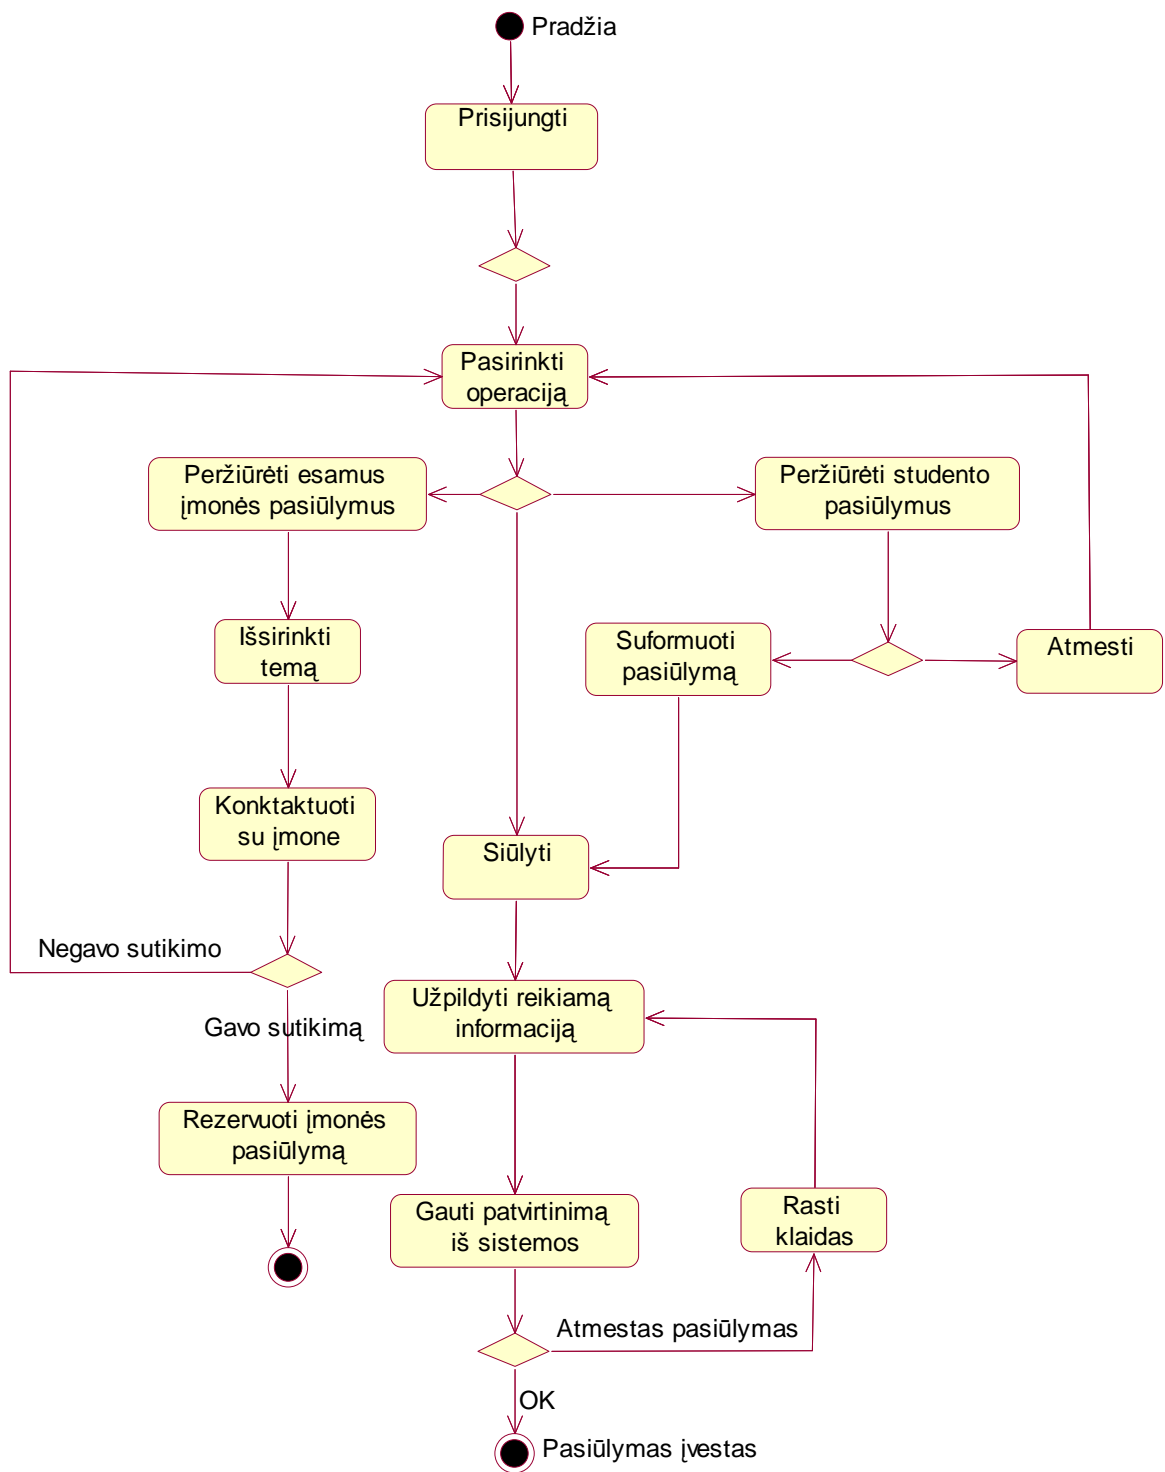 Pradžia
Prisijungti
Pasirinkti
operaciją
Peržiūrėti esamus
įmonės pasiūlymus
Peržiūrėti studento
pasiūlymus
Išsirinkti
temą
Suformuoti
pasiūlymą
Atmesti
Konktaktuoti
su įmone
Siūlyti
Negavo sutikimo
Gavo sutikimą
Užpildyti reikiamą
informaciją
Rezervuoti įmonės
pasiūlymą
Gauti patvirtinimą
iš sistemos
Rasti
klaidas
Atmestas pasiūlymas
OK
Pasiūlymas įvestas